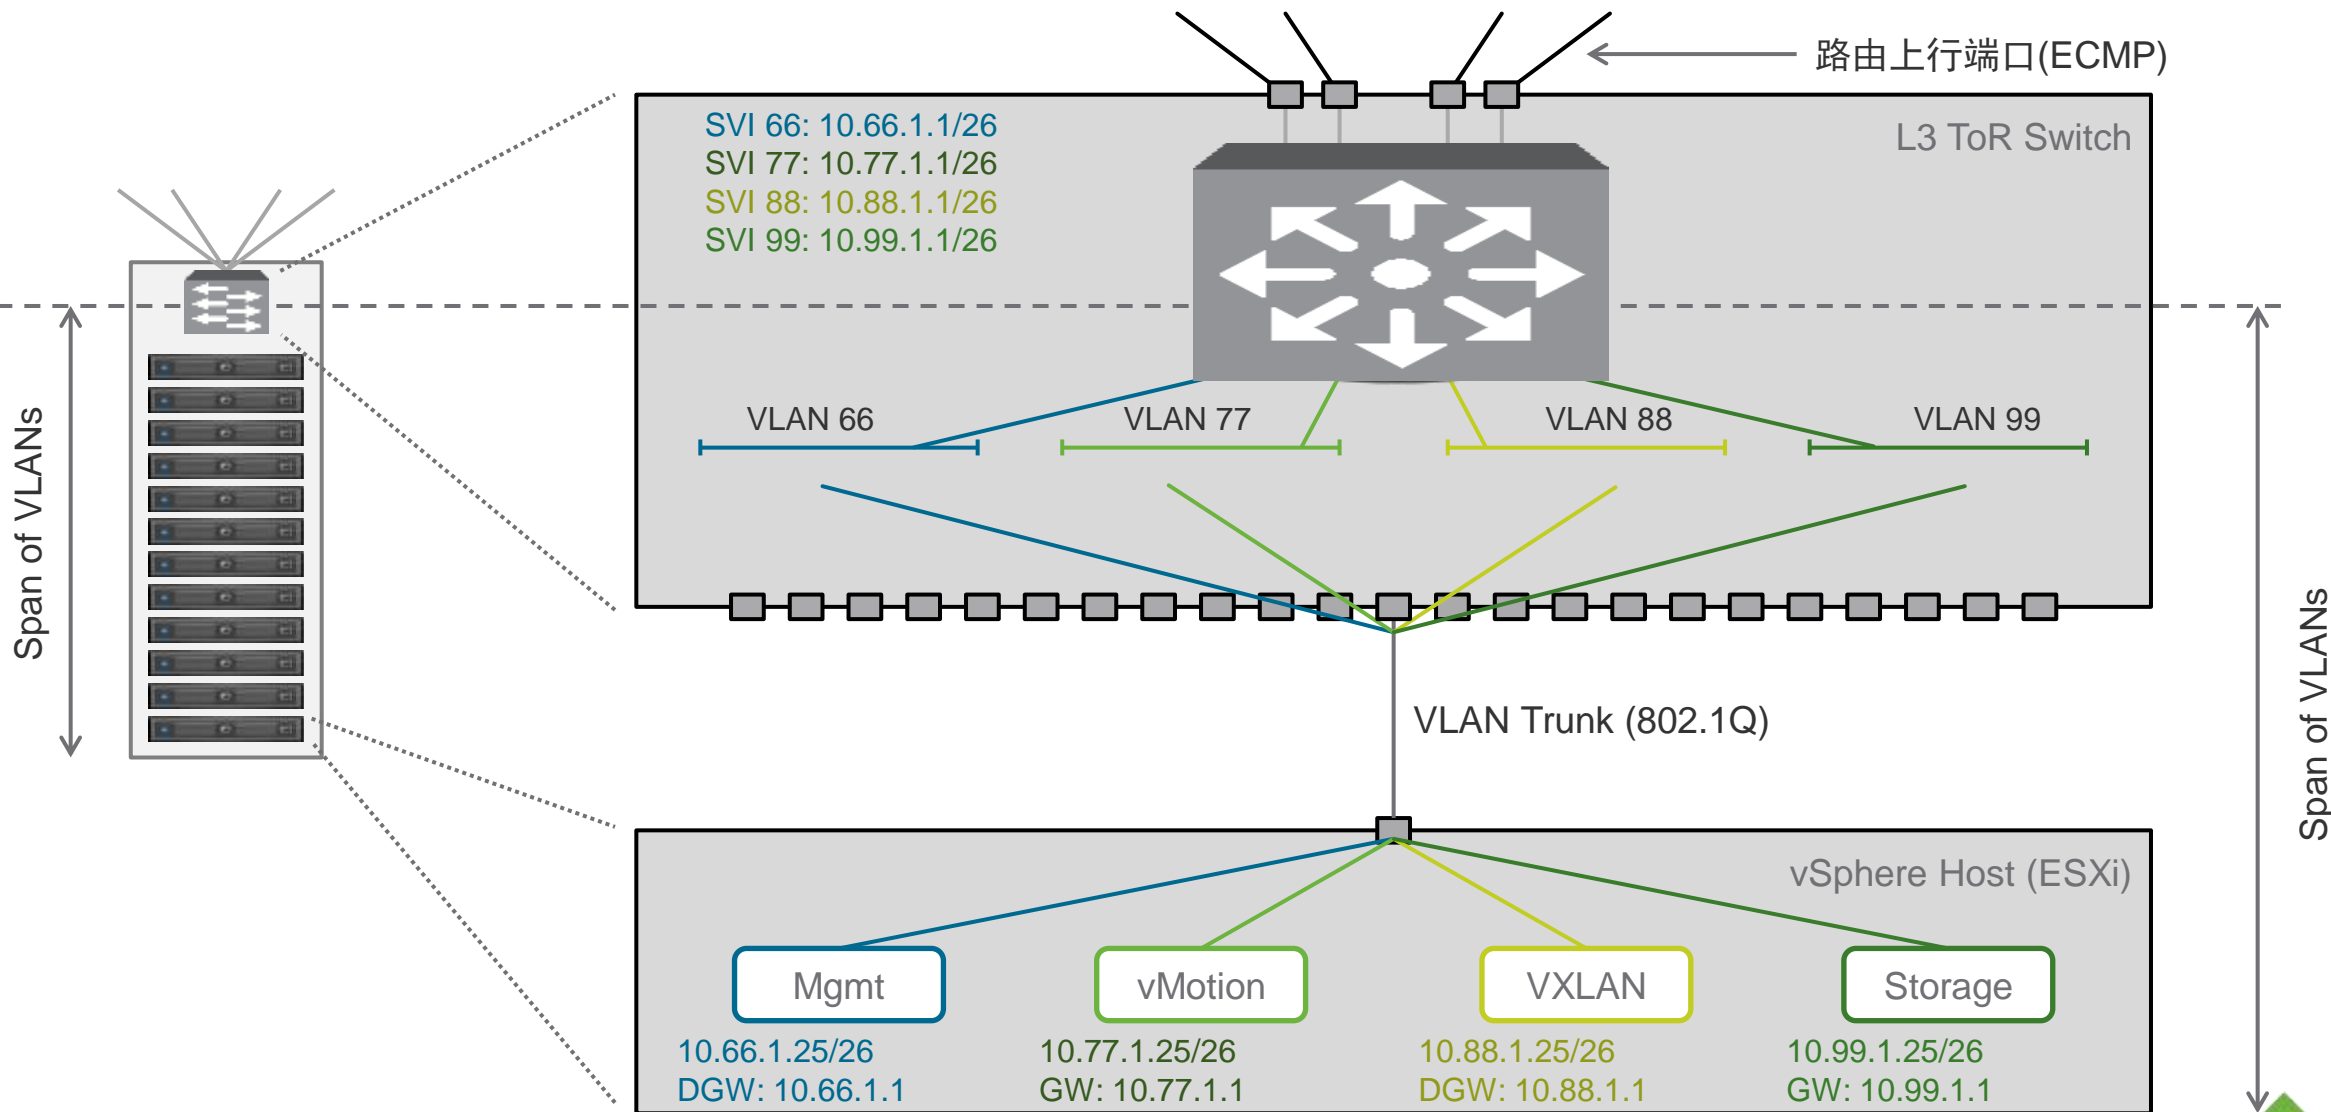 路由上行端口(ECMP)
SVI 66: 10.66.1.1/26
SVI 77: 10.77.1.1/26
SVI 88: 10.88.1.1/26
SVI 99: 10.99.1.1/26
L3 ToR Switch
Span of VLANs
VLAN 66
VLAN 77
VLAN 88
VLAN 99
Span of VLANs
VLAN Trunk (802.1Q)
vSphere Host (ESXi)
Mgmt
vMotion
VXLAN
Storage
10.66.1.25/26
DGW: 10.66.1.1
10.77.1.25/26
GW: 10.77.1.1
10.88.1.25/26
DGW: 10.88.1.1
10.99.1.25/26
GW: 10.99.1.1